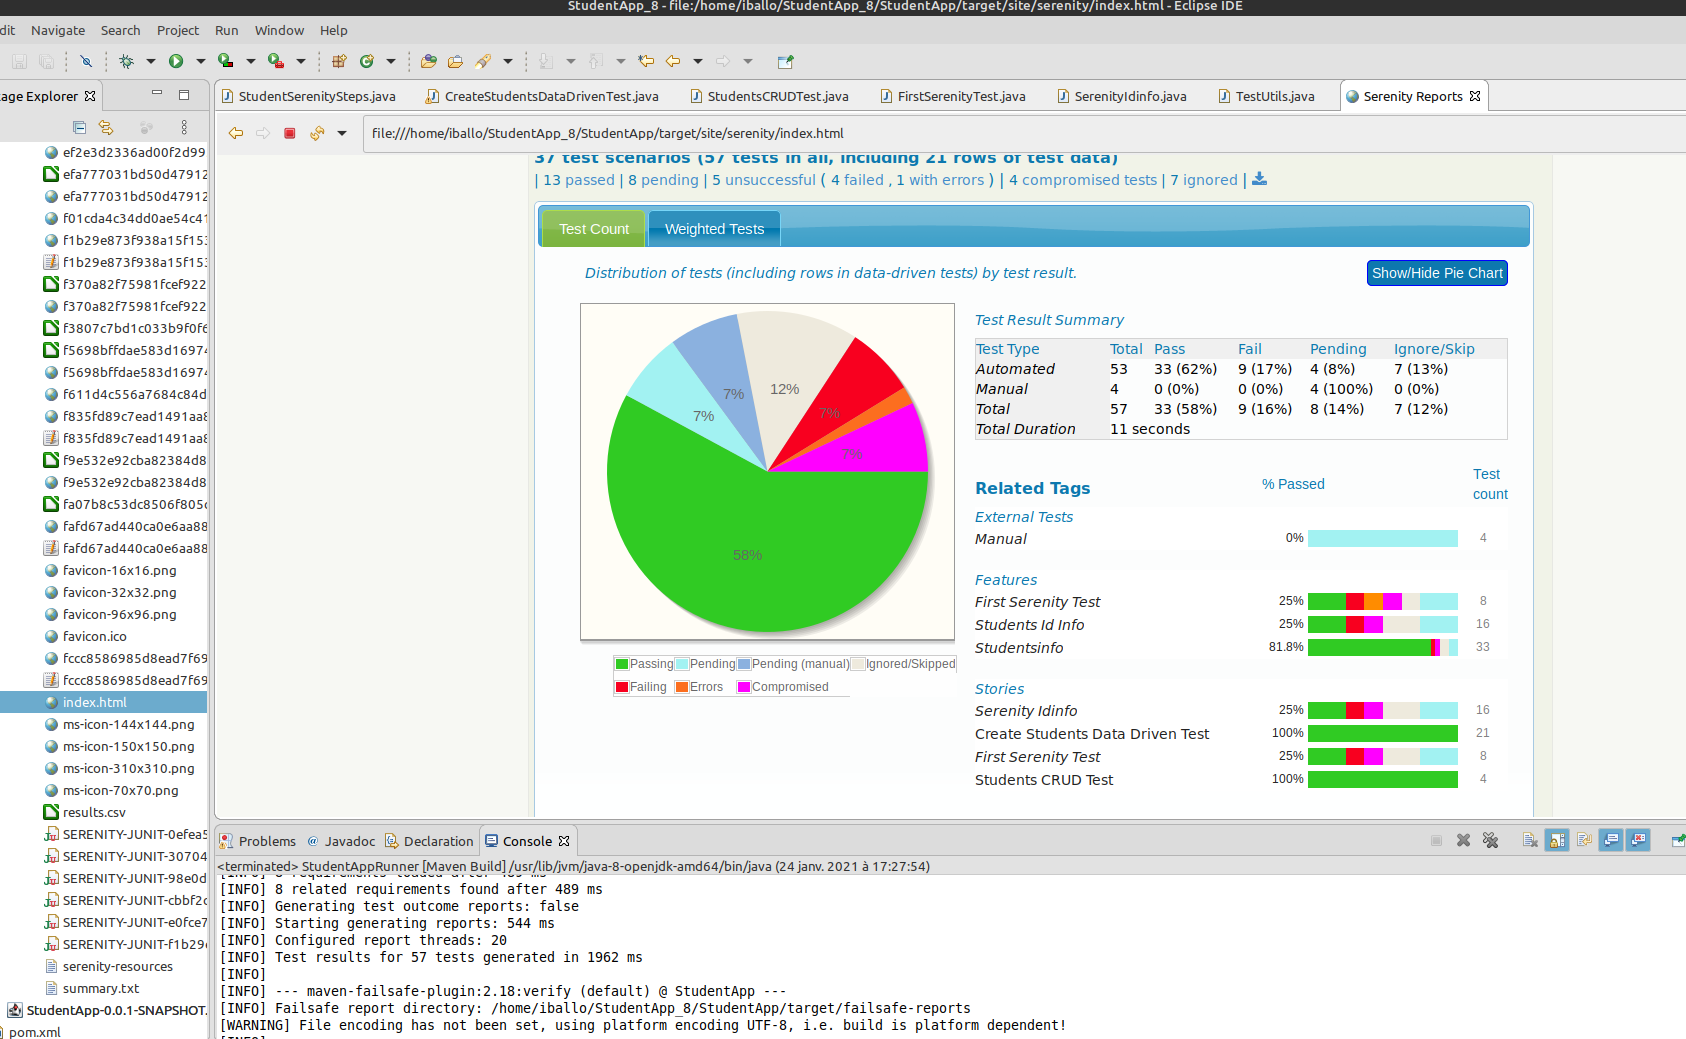 StudentApp_8 - file:/home/iballo/StudentApp_8/StudentApp/target/site/serenity/index.html - Eclipse IDE
dit Navigate Search Project Run Window Help
age Explorer
StudentSerenitySteps.java CreateStudentsDataDrivenTest.java StudentsCRUDTest.java FirstSerenityTest.java SerenityIdinfo.java TestUtils.java Serenity Reports
file:///home/iballo/StudentApp_8/StudentApp/target/site/serenity/index.html
ef2e3d2336ad00f2d99
efa777031bd50d47912
efa777031bd50d47912
f01cda4c34dd0ae54c41
f1b29e873f938a15f153
f1b29e873f938a15f153
f370a82f75981fcef922
f370a82f75981fcef922
f3807c7bd1c033b9f0f6
f5698bffdae583d16974
f5698bffdae583d16974
f611d4c556a7684c84d
f835fd89c7ead1491aa8
f835fd89c7ead1491aa8
f9e532e92cba82384d8
f9e532e92cba82384d8
fa07b8c53dc8506f805c
fafd67ad440ca0e6aa88
fafd67ad440ca0e6aa88
favicon-16x16.png
favicon-32x32.png
favicon-96x96.png
favicon.ico
fccc8586985d8ead7f69
fccc8586985d8ead7f69
index.html
ms-icon-144x144.png
ms-icon-150x150.png
ms-icon-310x310.png
ms-icon-70x70.png
results.csv
SERENITY-JUNIT-0efea5
SERENITY-JUNIT-30704
SERENITY-JUNIT-98e0d
SERENITY-JUNIT-cbbf2c
SERENITY-JUNIT-e0fce7
SERENITY-JUNIT-f1b29e
serenity-resources
summary.txt
StudentApp-0.0.1-SNAPSHOT.
pom.xml
37 test scenarios (57 tests in all, including 21 rows of test data)
| 13 passed | 8 pending | 5 unsuccessful ( 4 failed , 1 with errors ) | 4 compromised tests | 7 ignored |
Test Count Weighted Tests
Distribution of tests (including rows in data-driven tests) by test result.
Show/Hide Pie Chart
12%
7%
7%
7%
7%
58%
Passing Pending Pending (manual) Ignored/Skipped
Failing Errors Compromised
Test Result Summary
Test Type Total Pass Fail Pending Ignore/Skip
Automated 53 33 (62%) 9 (17%) 4 (8%) 7 (13%)
Manual 4 0 (0%) 0 (0%) 4 (100%) 0 (0%)
Total 57 33 (58%) 9 (16%) 8 (14%) 7 (12%)
Total Duration 11 seconds
Related Tags % Passed Test count
External Tests
Manual 0% 4
Features
First Serenity Test 25% 8
Students Id Info 25% 16
Studentsinfo 81.8% 33
Stories
Serenity Idinfo 25% 16
Create Students Data Driven Test 100% 21
First Serenity Test 25% 8
Students CRUD Test 100% 4
Problems Javadoc Declaration Console
<terminated> StudentAppRunner [Maven Build] /usr/lib/jvm/java-8-openjdk-amd64/bin/java (24 janv. 2021 à 17:27:54)
[INFO] 8 related requirements found after 489 ms
[INFO] Generating test outcome reports: false
[INFO] Starting generating reports: 544 ms
[INFO] Configured report threads: 20
[INFO] Test results for 57 tests generated in 1962 ms
[INFO]
[INFO] --- maven-failsafe-plugin:2.18:verify (default) @ StudentApp ---
[INFO] Failsafe report directory: /home/iballo/StudentApp_8/StudentApp/target/failsafe-reports
[WARNING] File encoding has not been set, using platform encoding UTF-8, i.e. build is platform dependent!